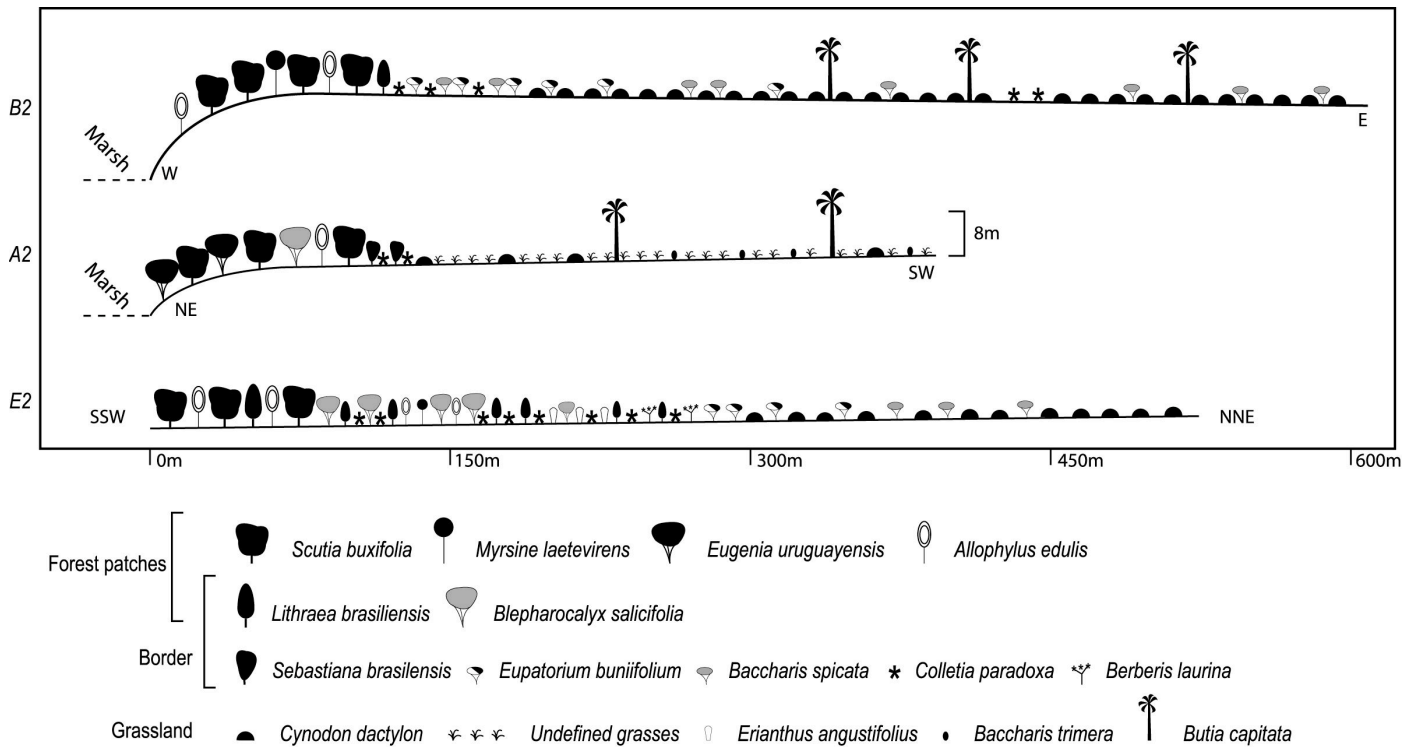 B2
Marsh
W
E
A2
Marsh
NE
SW
8m
E2
SSW
NNE
0m 150m 300m 450m 600m
Forest patches
Scutia buxifolia Myrsine laetevirens Eugenia uruguayensis Allophylus edulis
Lithraea brasiliensis Blepharocalyx salicifolia
Border
Sebastiana brasilensis Eupatorium buniifolium Baccharis spicata Colletia paradoxa Berberis laurina
Grassland Cynodon dactylon Undefined grasses Erianthus angustifolius Baccharis trimera Butia capitata